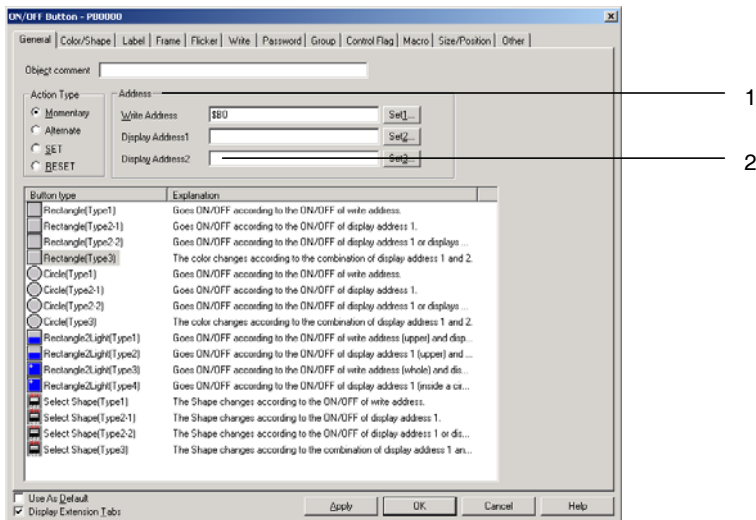 ON/OFF Button - PB0000
General Color/Shape Label Frame Flicker Write Password Group Control Flag Macro Size/Position Other
Object comment
Action Type
Address
Momentary
Alternate
SET
RESET
Write Address $B0 Set1...
Display Address1 Set2...
Display Address2 Set3...
1
2
Button type Explanation
Rectangle(Type1) Goes ON/OFF according to the ON/OFF of write address.
Rectangle(Type2-1) Goes ON/OFF according to the ON/OFF of display address 1.
Rectangle(Type2-2) Goes ON/OFF according to the ON/OFF of display address 1 or displays ...
Rectangle(Type3) The color changes according to the combination of display address 1 and 2.
Circle(Type1) Goes ON/OFF according to the ON/OFF of write address.
Circle(Type2-1) Goes ON/OFF according to the ON/OFF of display address 1.
Circle(Type2-2) Goes ON/OFF according to the ON/OFF of display address 1 or displays ...
Circle(Type3) The color changes according to the combination of display address 1 and 2.
Rectangle2Light(Type1) Goes ON/OFF according to the ON/OFF of write address (upper) and disp...
Rectangle2Light(Type2) Goes ON/OFF according to the ON/OFF of display address 1 (upper) and ...
Rectangle2Light(Type3) Goes ON/OFF according to the ON/OFF of write address (whole) and dis...
Rectangle2Light(Type4) Goes ON/OFF according to the ON/OFF of display address 1 (inside a cir...
Select Shape(Type1) The Shape changes according to the ON/OFF of write address.
Select Shape(Type2-1) The Shape changes according to the ON/OFF of display address 1.
Select Shape(Type2-2) The Shape changes according to the ON/OFF of display address 1 or dis...
Select Shape(Type3) The Shape changes according to the combination of display address 1 an...
Use As Default
Display Extension Tabs
Apply OK Cancel Help